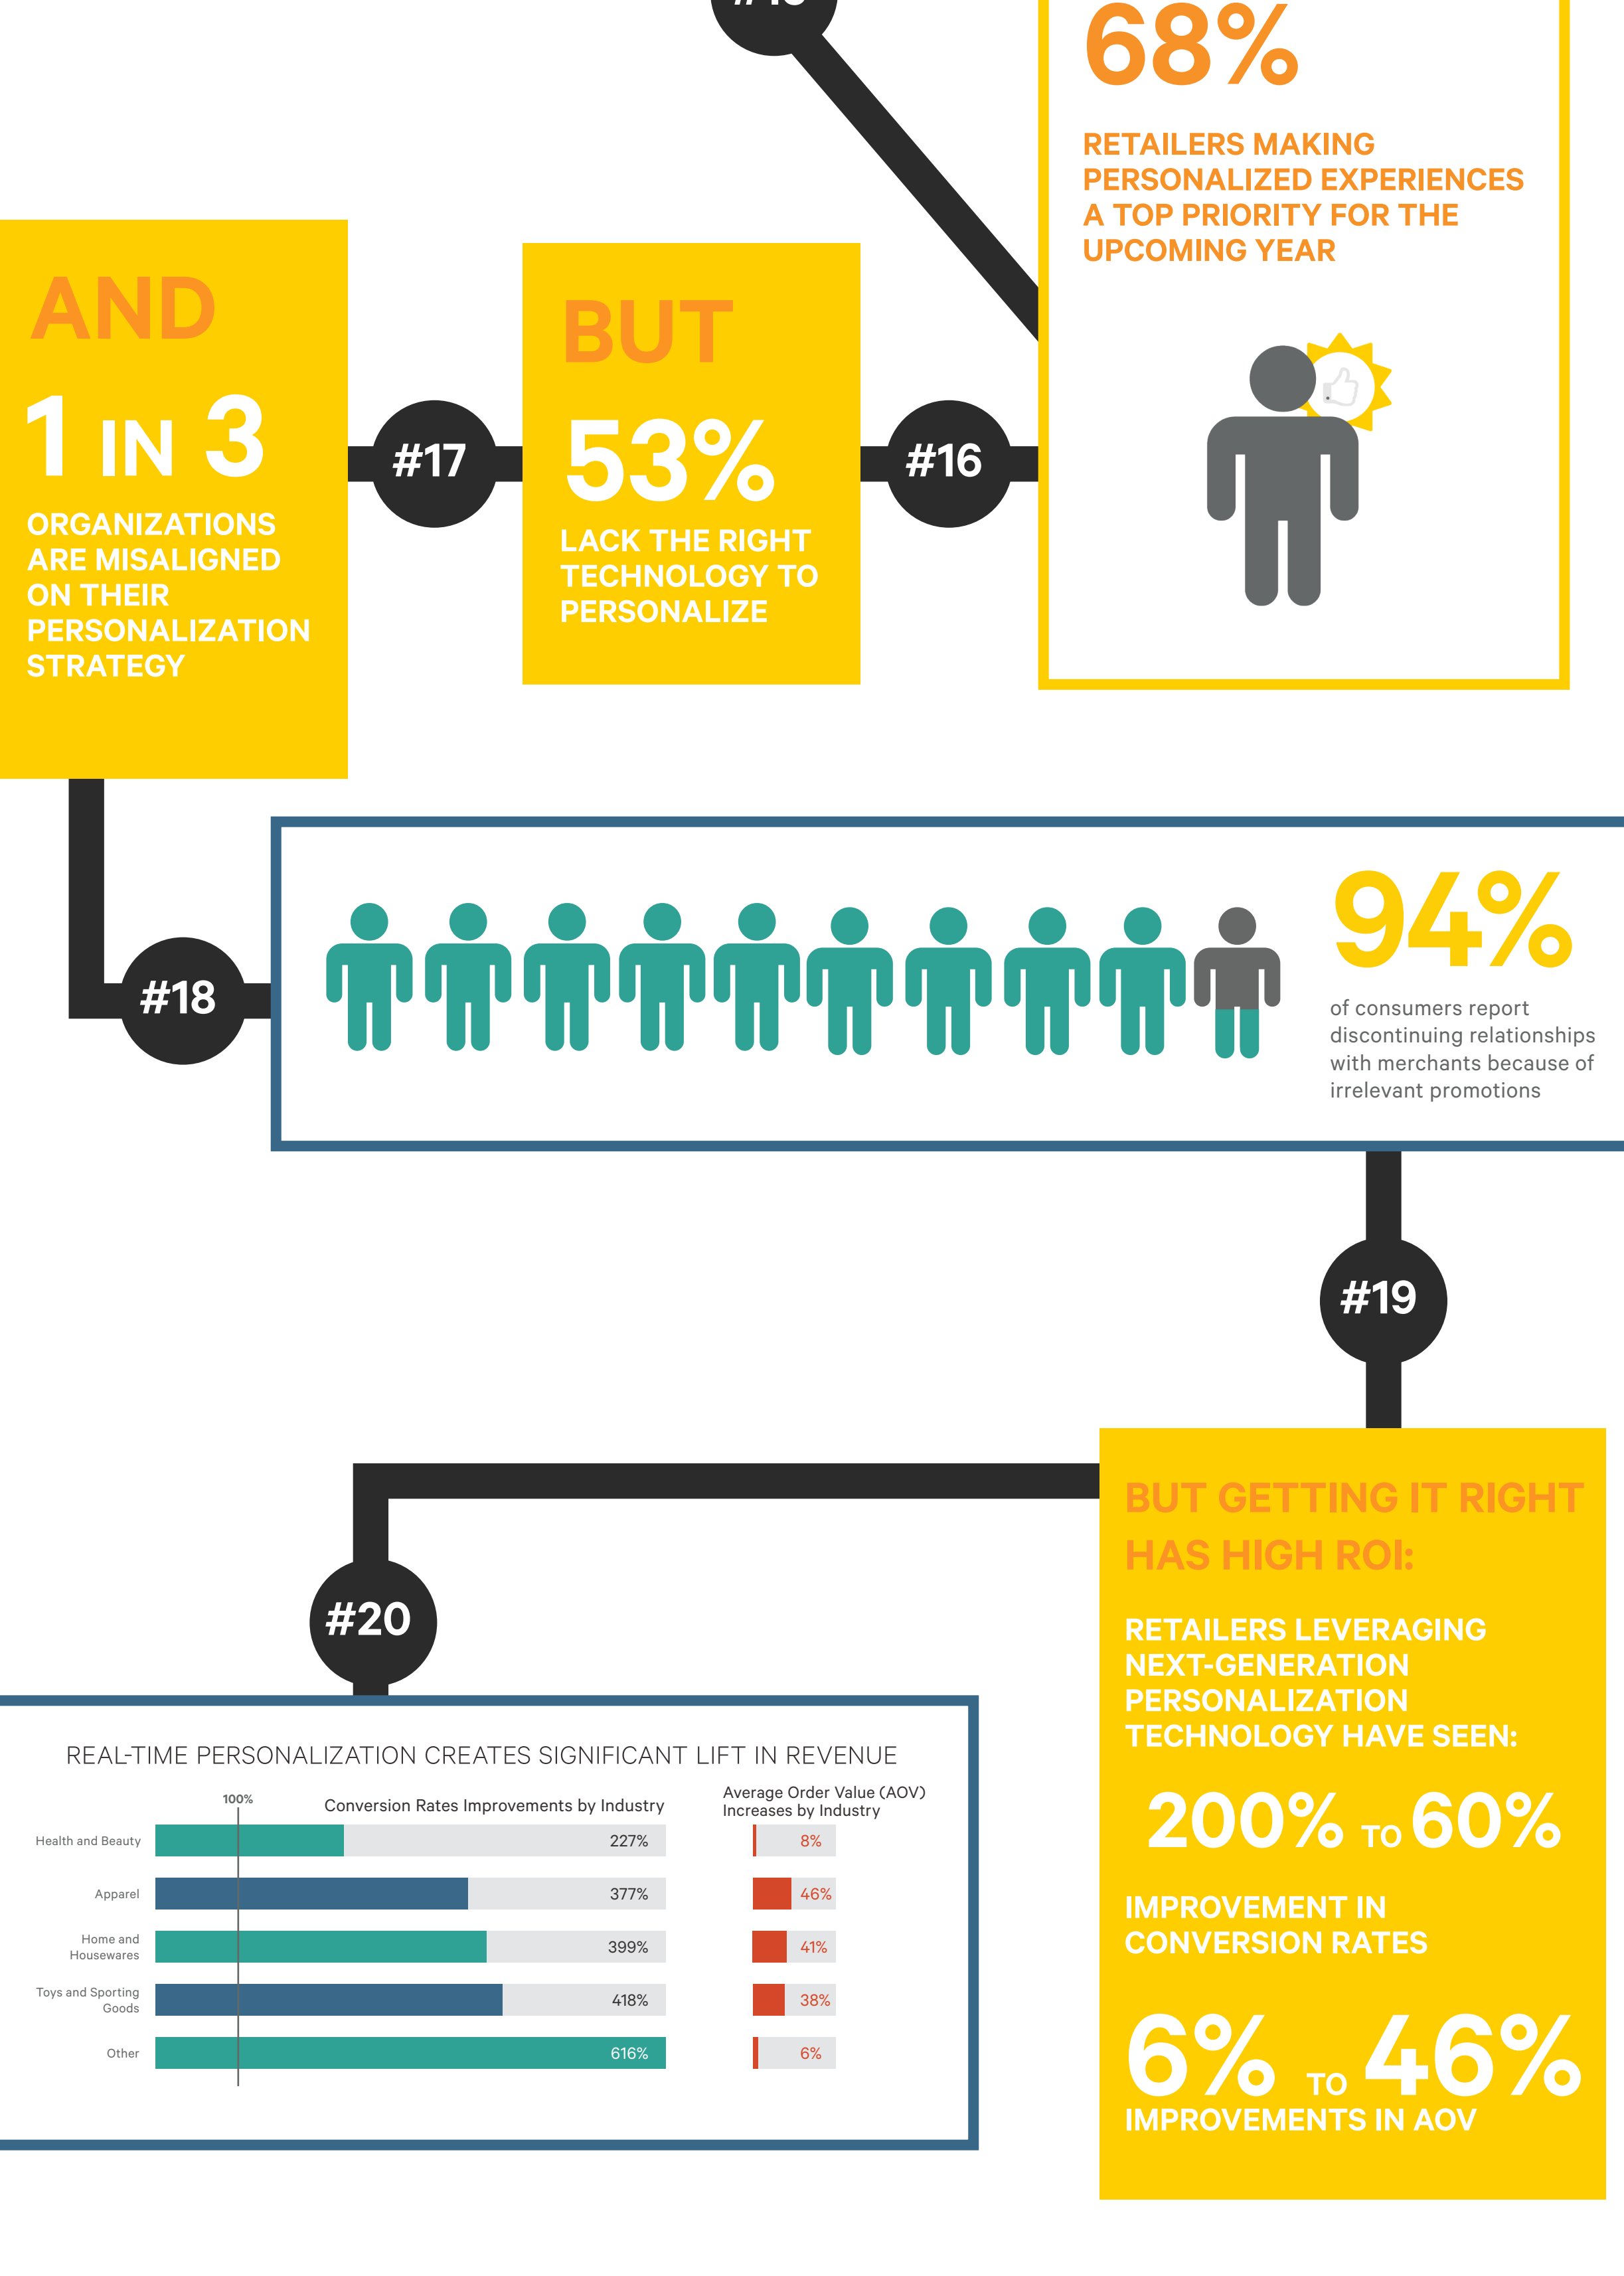 68%
RETAILERS MAKING
PERSONALIZED EXPERIENCES
A TOP PRIORITY FOR THE
UPCOMING YEAR
#16
BUT
53%
LACK THE RIGHT
TECHNOLOGY TO
PERSONALIZE
#17
AND
1 IN 3
ORGANIZATIONS
ARE MISALIGNED
ON THEIR
PERSONALIZATION
STRATEGY
#18
94%
of consumers report
discontinuing relationships
with merchants because of
irrelevant promotions
#19
BUT GETTING IT RIGHT
HAS HIGH ROI:
RETAILERS LEVERAGING
NEXT-GENERATION
PERSONALIZATION
TECHNOLOGY HAVE SEEN:
200% TO 60%
IMPROVEMENT IN
CONVERSION RATES
6% TO 46%
IMPROVEMENTS IN AOV
#20
REAL-TIME PERSONALIZATION CREATES SIGNIFICANT LIFT IN REVENUE
100%
Conversion Rates Improvements by Industry
Average Order Value (AOV)
Increases by Industry
Health and Beauty 227% 8%
Apparel 377% 46%
Home and
Housewares 399% 41%
Toys and Sporting
Goods 418% 38%
Other 616% 6%